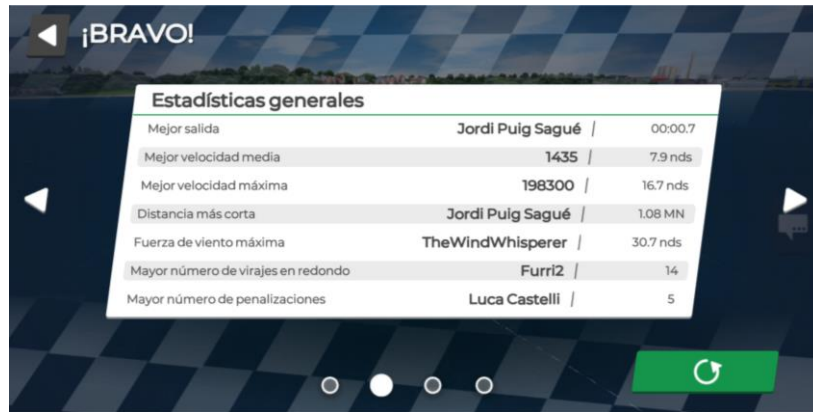 ¡BRAVO!
Estadísticas generales
Mejor salida Jordi Puig Sagué | 00:00.7
Mejor velocidad media 1435 | 7.9 nds
Mejor velocidad máxima 198300 | 16.7 nds
Distancia más corta Jordi Puig Sagué | 1.08 MN
Fuerza de viento máxima TheWindWhisperer | 30.7 nds
Mayor número de virajes en redondo Furri2 | 14
Mayor número de penalizaciones Luca Castelli | 5